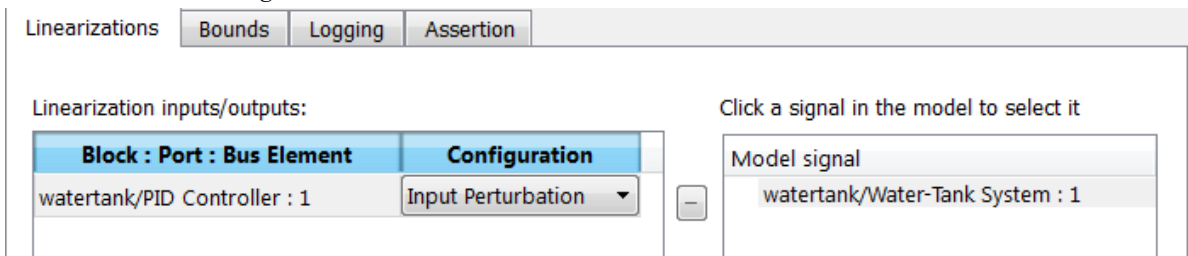 Linearizations Bounds Logging Assertion
Linearization inputs/outputs: Click a signal in the model to select it
Block : Port : Bus Element Configuration Model signal
watertank/PID Controller : 1 Input Perturbation watertank/Water-Tank System : 1